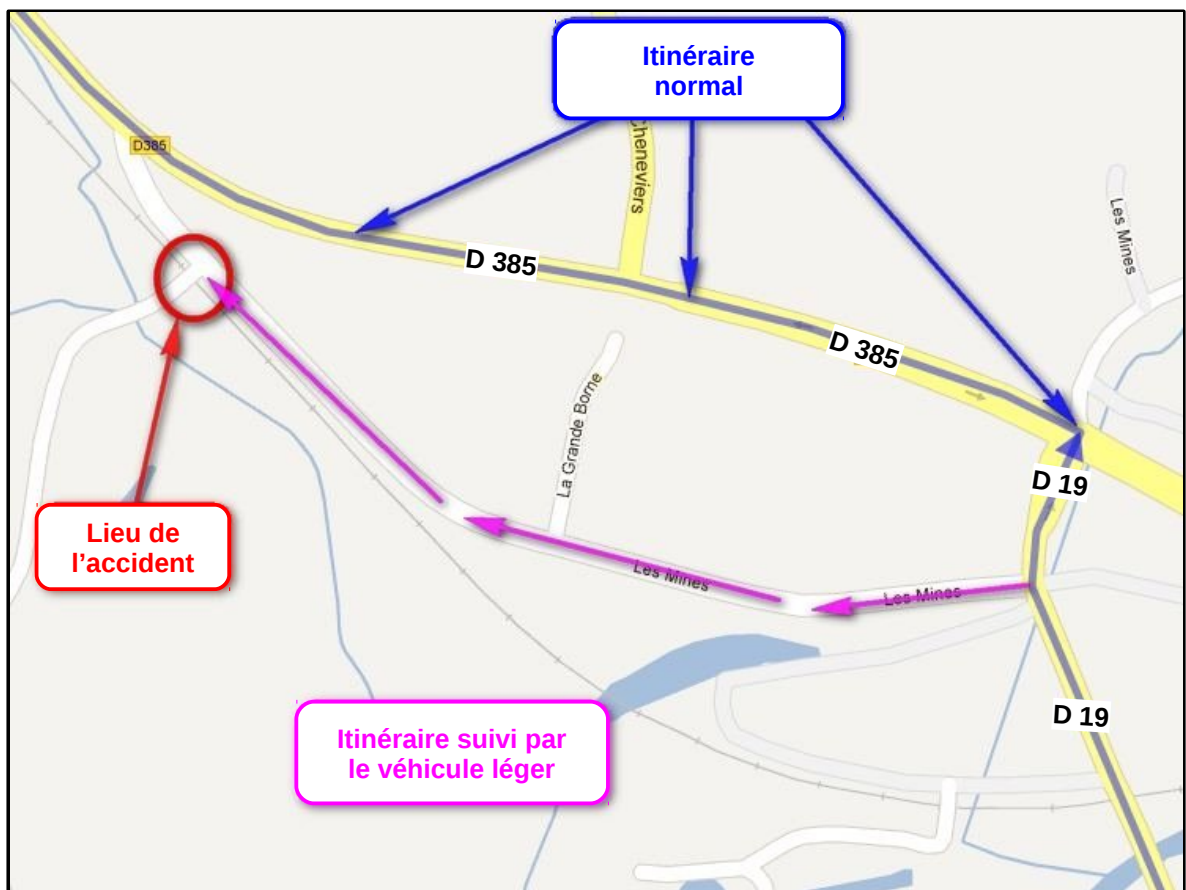 Itinéraire
normal
D385
Cheneviers
Les Mines
D 385
D 385
La Grande Borne
D 19
Lieu de
l’accident
Les Mines
Les Mines
Itinéraire suivi par
le véhicule léger
D 19